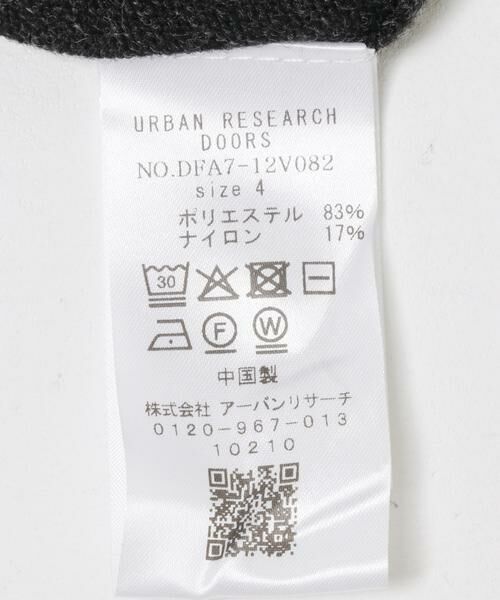 URBAN RESEARCH
DOORS
NO.DFA7-12V082
size 4
ポリエステル 83%
ナイロン 17%
30
F W
中国製
株式会社 アーバンリサーチ
0120-967-013
10210